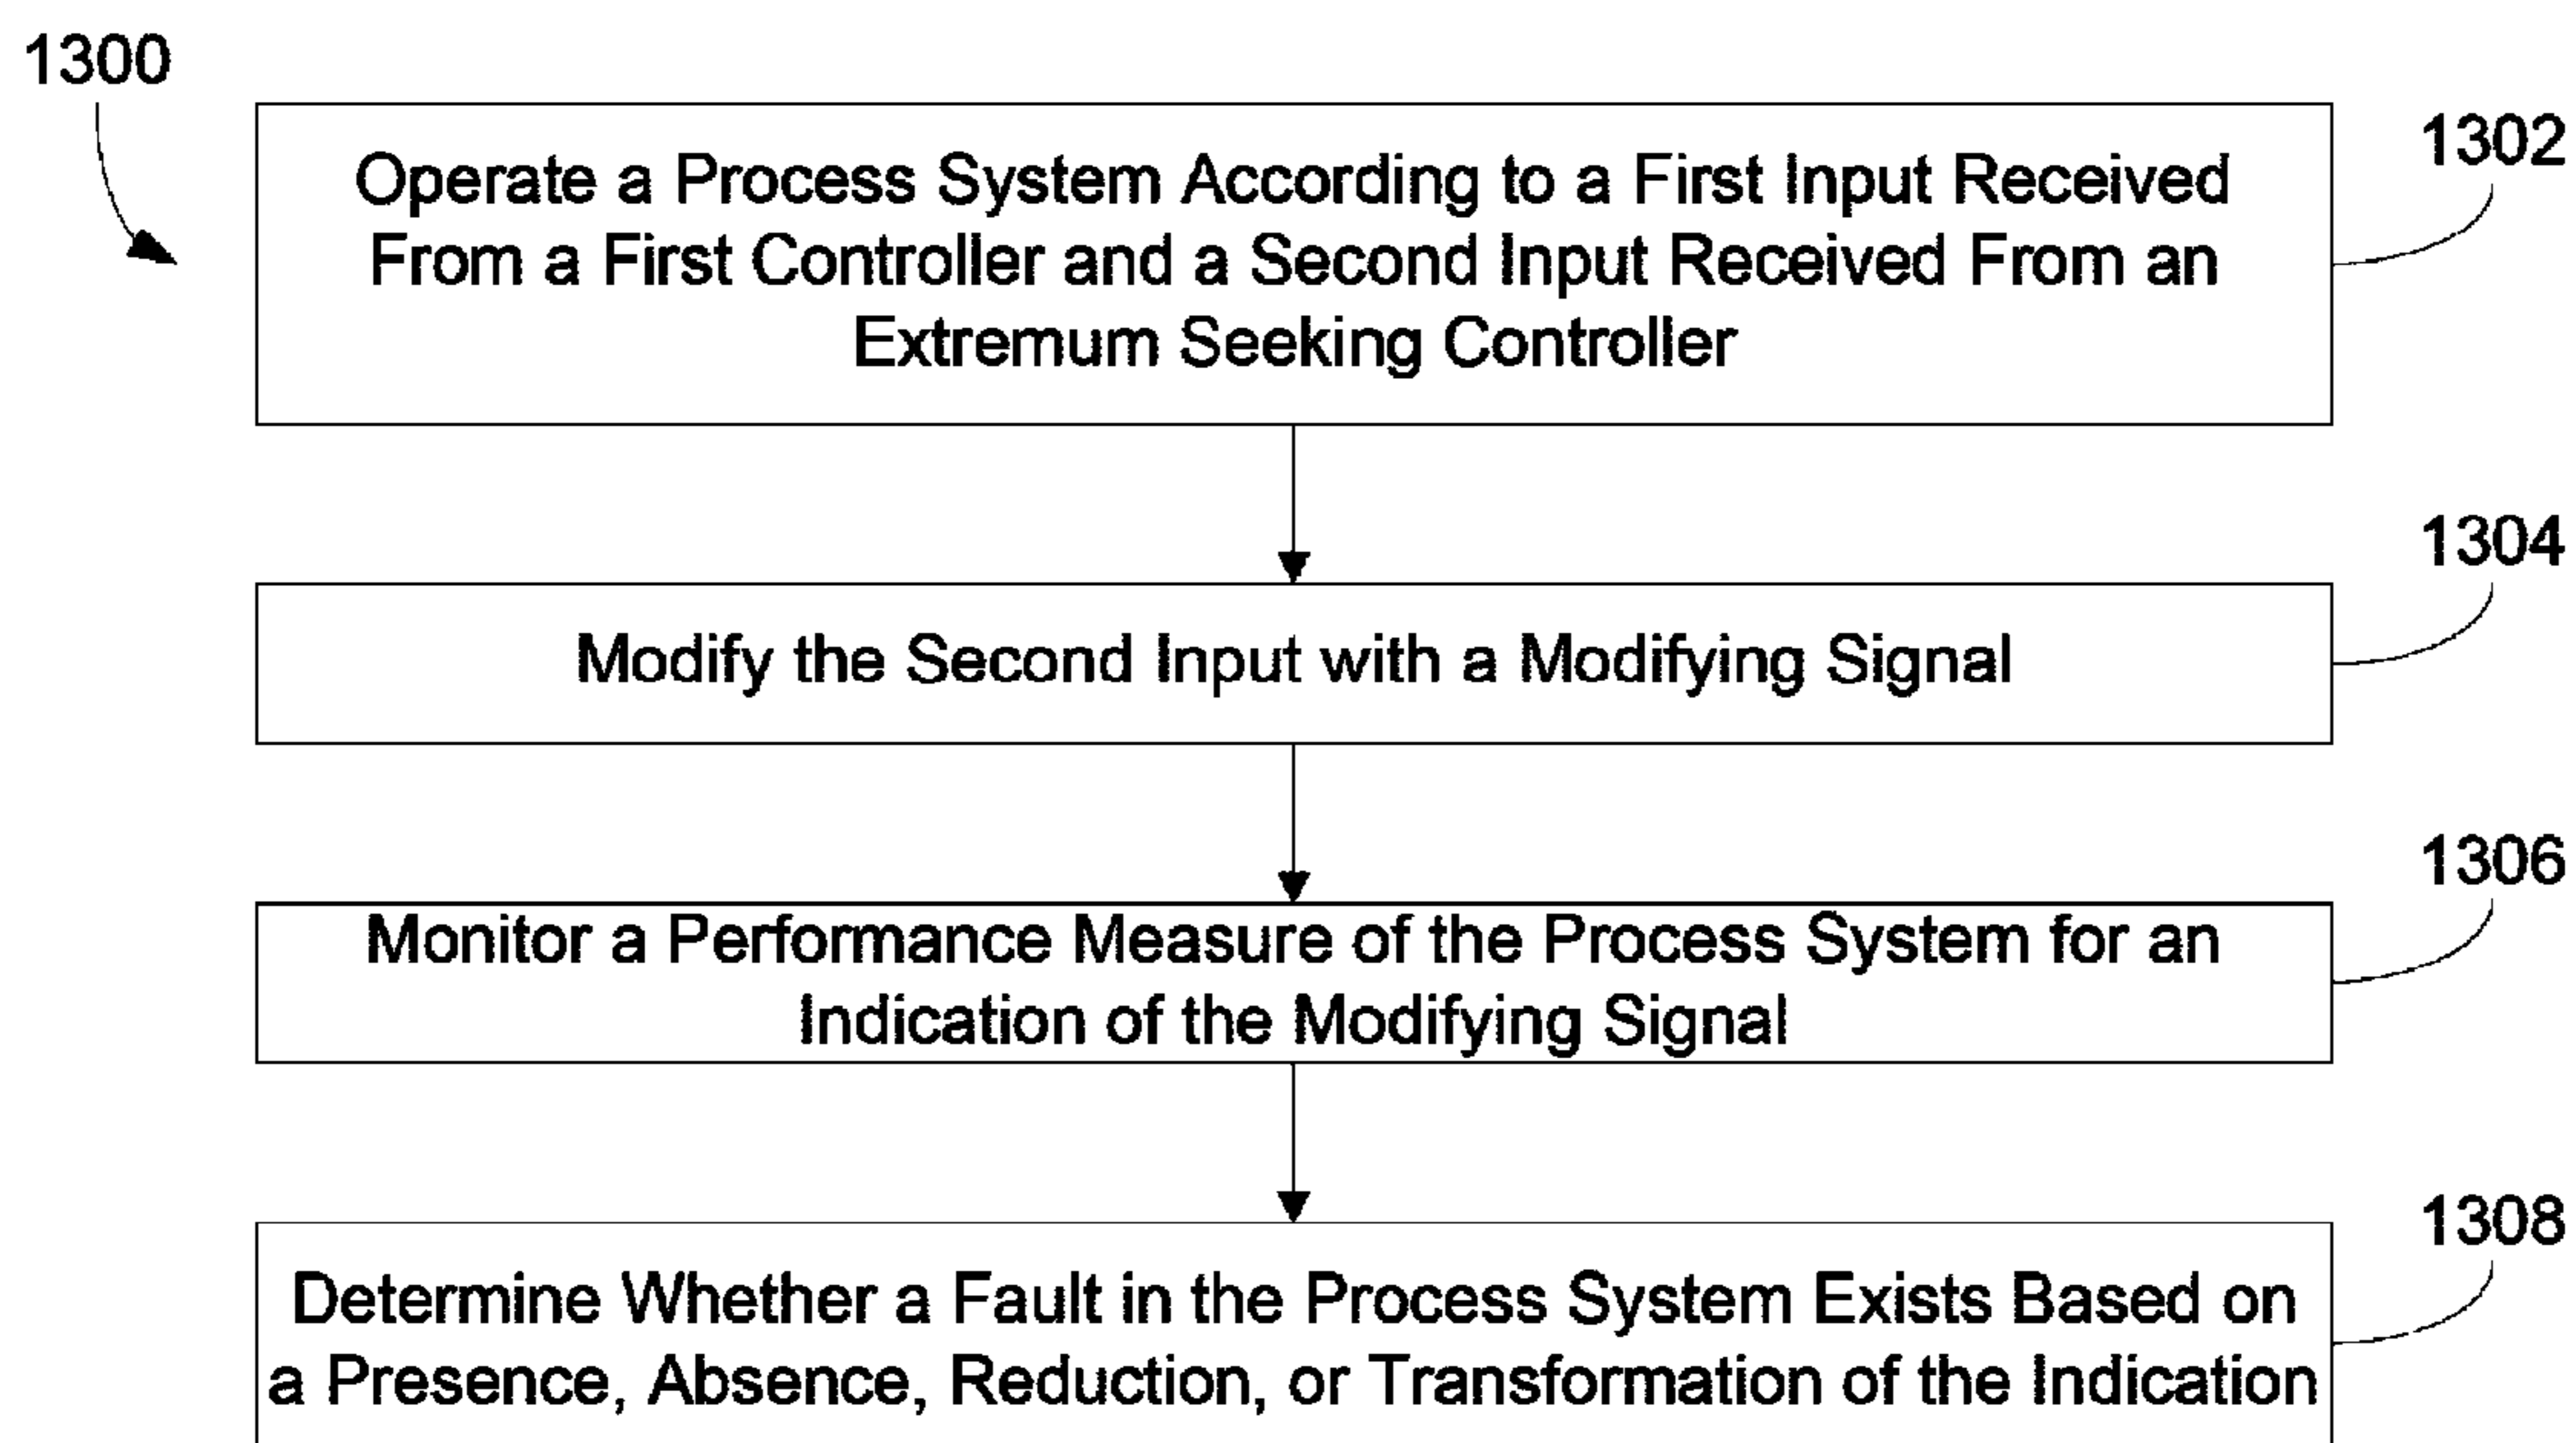 1300
1302
Operate a Process System According to a First Input Received
From a First Controller and a Second Input Received From an
Extremum Seeking Controller
1304
Modify the Second Input with a Modifying Signal
1306
Monitor a Performance Measure of the Process System for an
Indication of the Modifying Signal
1308
Determine Whether a Fault in the Process System Exists Based on
a Presence, Absence, Reduction, or Transformation of the Indication